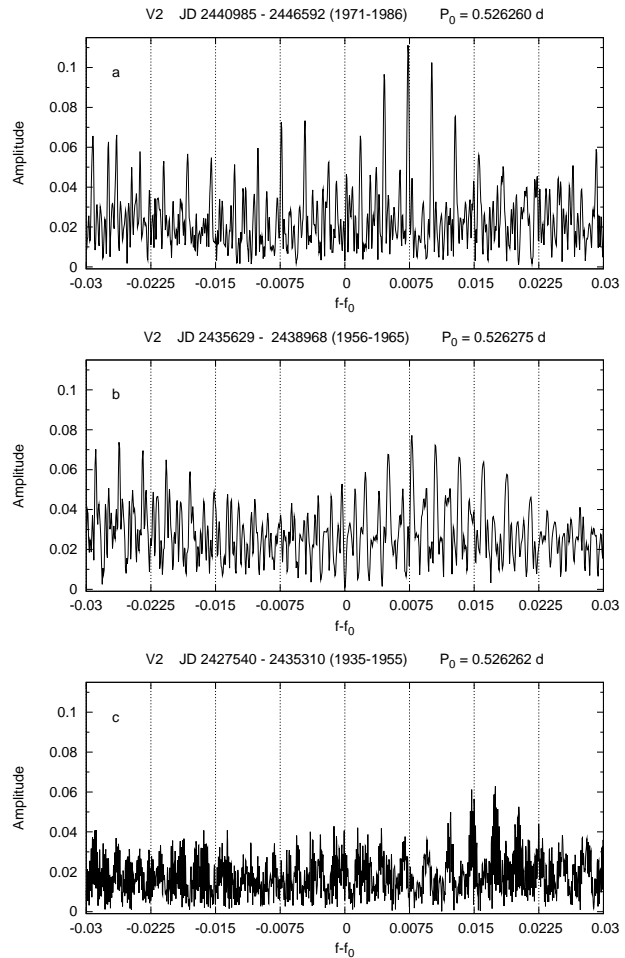 V2 JD 2440985 - 2446592 (1971-1986) P0 = 0.526260 d
a
0.1
0.08
0.06
0.04
0.02
0
Amplitude
-0.03 -0.0225 -0.015 -0.0075 0 0.0075 0.015 0.0225 0.03
f-f0
V2 JD 2435629 - 2438968 (1956-1965) P0 = 0.526275 d
b
0.1
0.08
0.06
0.04
0.02
0
Amplitude
-0.03 -0.0225 -0.015 -0.0075 0 0.0075 0.015 0.0225 0.03
f-f0
V2 JD 2427540 - 2435310 (1935-1955) P0 = 0.526262 d
c
0.1
0.08
0.06
0.04
0.02
0
Amplitude
-0.03 -0.0225 -0.015 -0.0075 0 0.0075 0.015 0.0225 0.03
f-f0